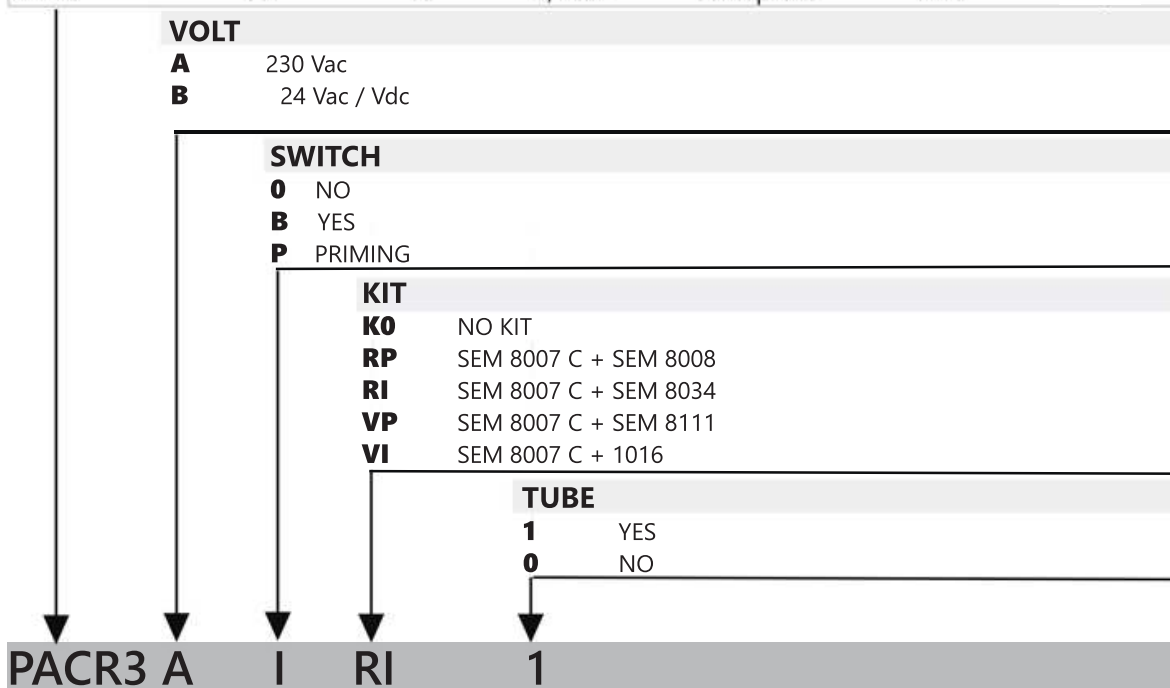 VOLT
A 230 Vac
B 24 Vac / Vdc
SWITCH
0 NO
B YES
P PRIMING
KIT
K0 NO KIT
RP SEM 8007 C + SEM 8008
RI SEM 8007 C + SEM 8034
VP SEM 8007 C + SEM 8111
VI SEM 8007 C + 1016
TUBE
1 YES
0 NO
PACR3 A I RI 1